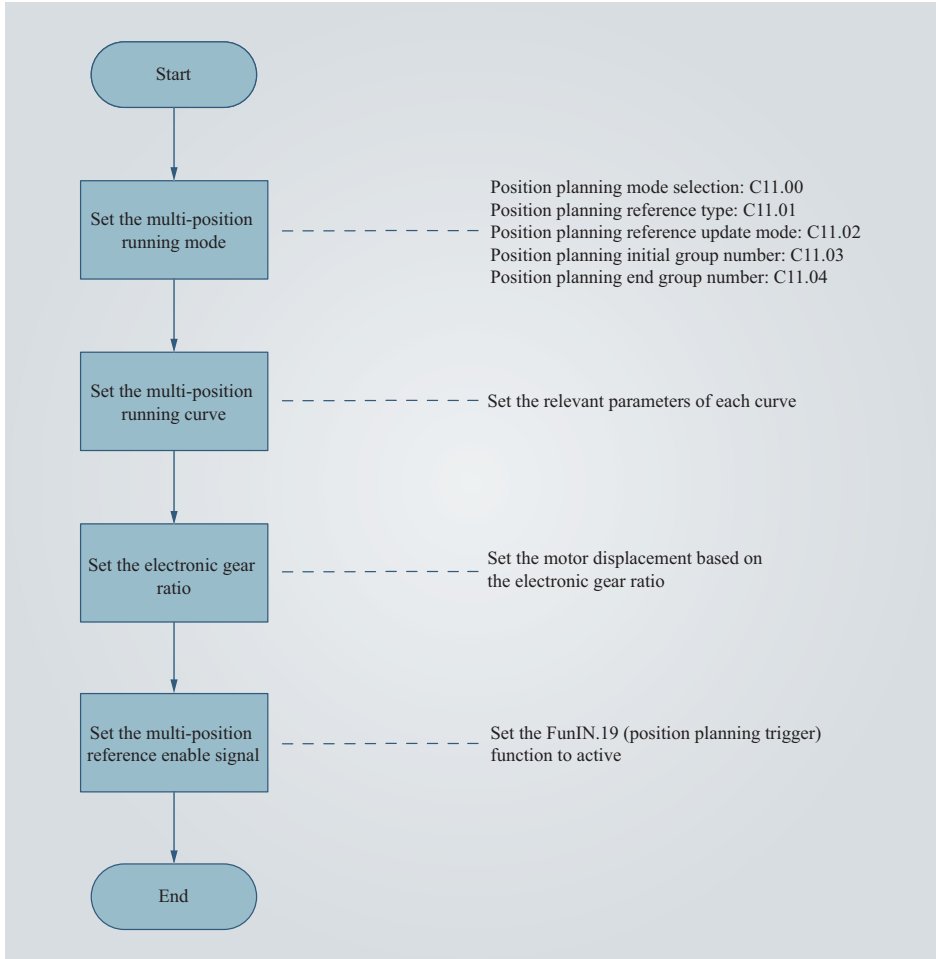 Start
Set the multi-position
running mode
Position planning mode selection: C11.00
Position planning reference type: C11.01
Position planning reference update mode: C11.02
Position planning initial group number: C11.03
Position planning end group number: C11.04
Set the multi-position
running curve
Set the relevant parameters of each curve
Set the electronic gear
ratio
Set the motor displacement based on
the electronic gear ratio
Set the multi-position
reference enable signal
Set the FunIN.19 (position planning trigger)
function to active
End